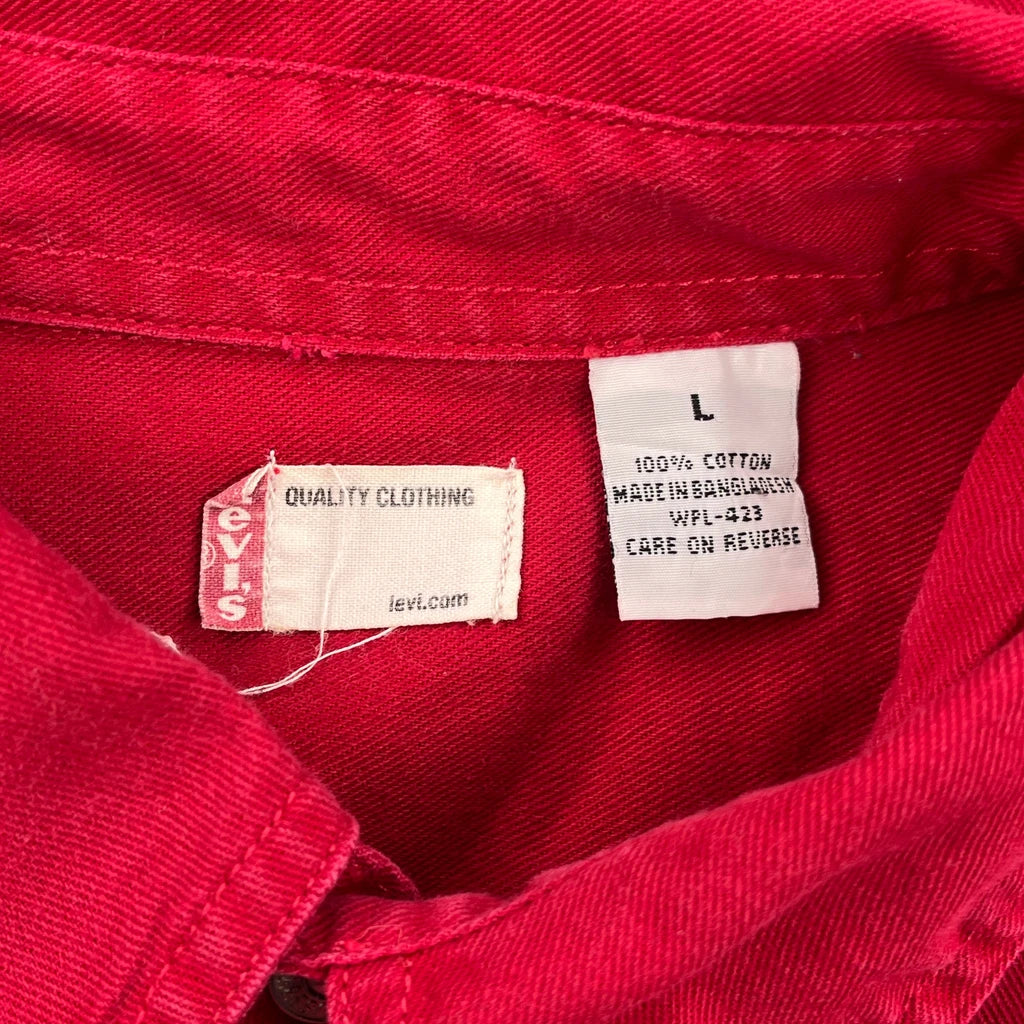 Levi's
QUALITY CLOTHING
levi.com
L
100% COTTON
MADE IN BANGLADESH
WPL-423
CARE ON REVERSE